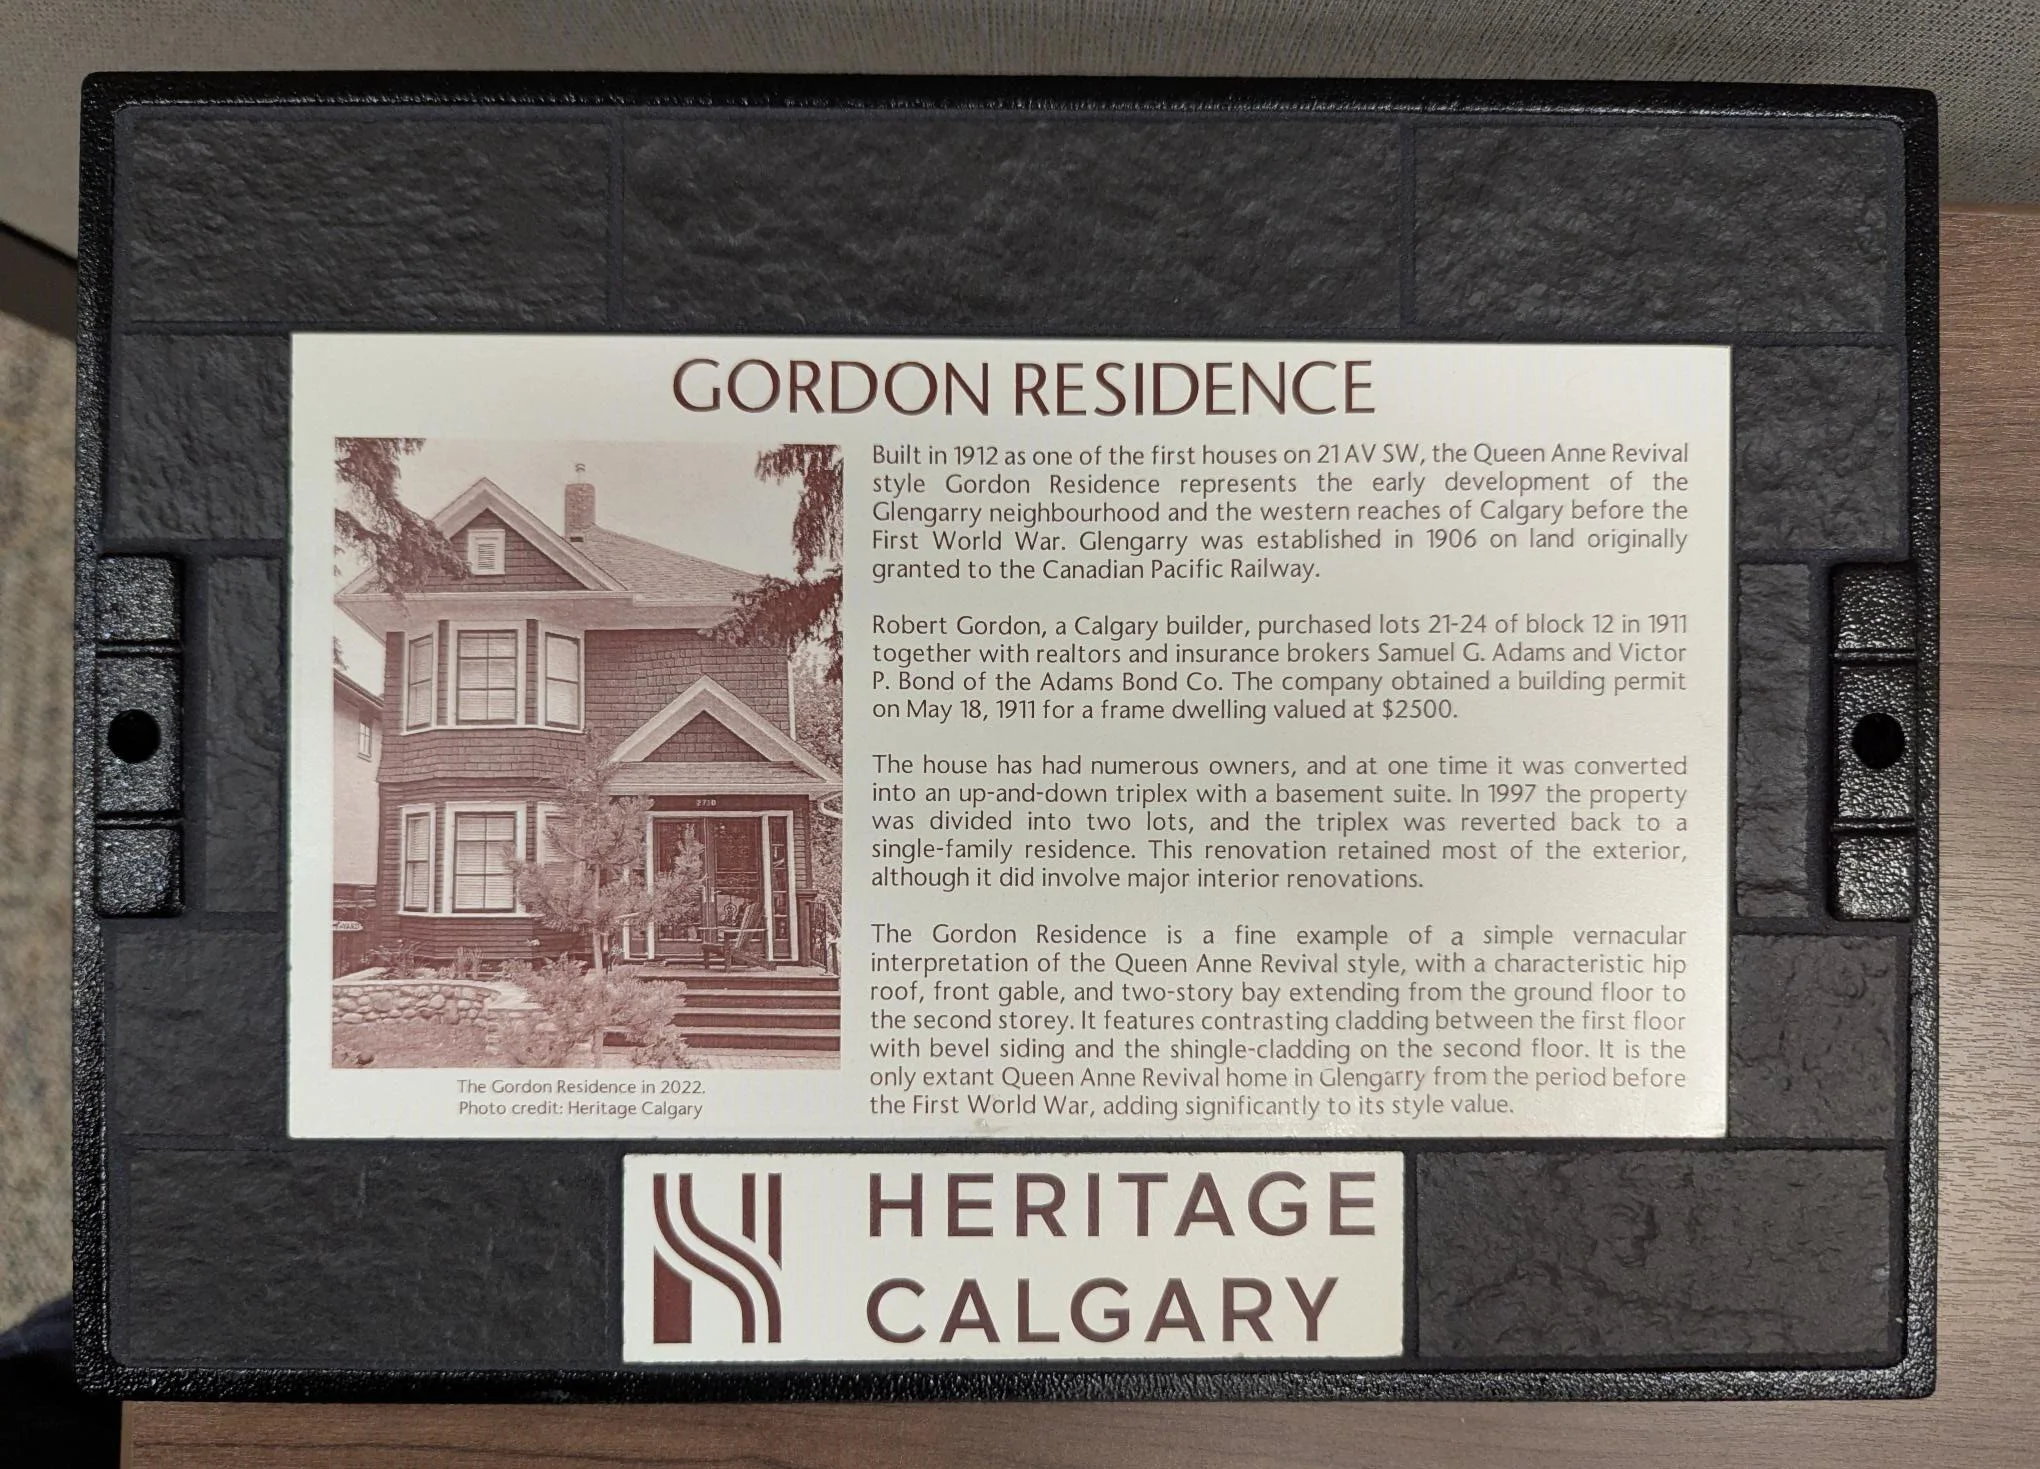 GORDON RESIDENCE
Built in 1912 as one of the first houses on 21 AV SW, the Queen Anne Revival
style Gordon Residence represents the early development of the
Glengarry neighbourhood and the western reaches of Calgary before the
First World War. Glengarry was established in 1906 on land originally
granted to the Canadian Pacific Railway.
Robert Gordon, a Calgary builder, purchased lots 21-24 of block 12 in 1911
together with realtors and insurance brokers Samuel G. Adams and Victor
P. Bond of the Adams Bond Co. The company obtained a building permit
on May 18, 1911 for a frame dwelling valued at $2500.
The house has had numerous owners, and at one time it was converted
into an up-and-down triplex with a basement suite. In 1997 the property
was divided into two lots, and the triplex was reverted back to a
single-family residence. This renovation retained most of the exterior,
although it did involve major interior renovations.
The Gordon Residence is a fine example of a simple vernacular
interpretation of the Queen Anne Revival style, with a characteristic hip
roof, front gable, and two-story bay extending from the ground floor to
the second storey. It features contrasting cladding between the first floor
with bevel siding and the shingle-cladding on the second floor. It is the
only extant Queen Anne Revival home in Glengarry from the period before
the First World War, adding significantly to its style value.
2710
The Gordon Residence in 2022.
Photo credit: Heritage Calgary
HERITAGE
CALGARY